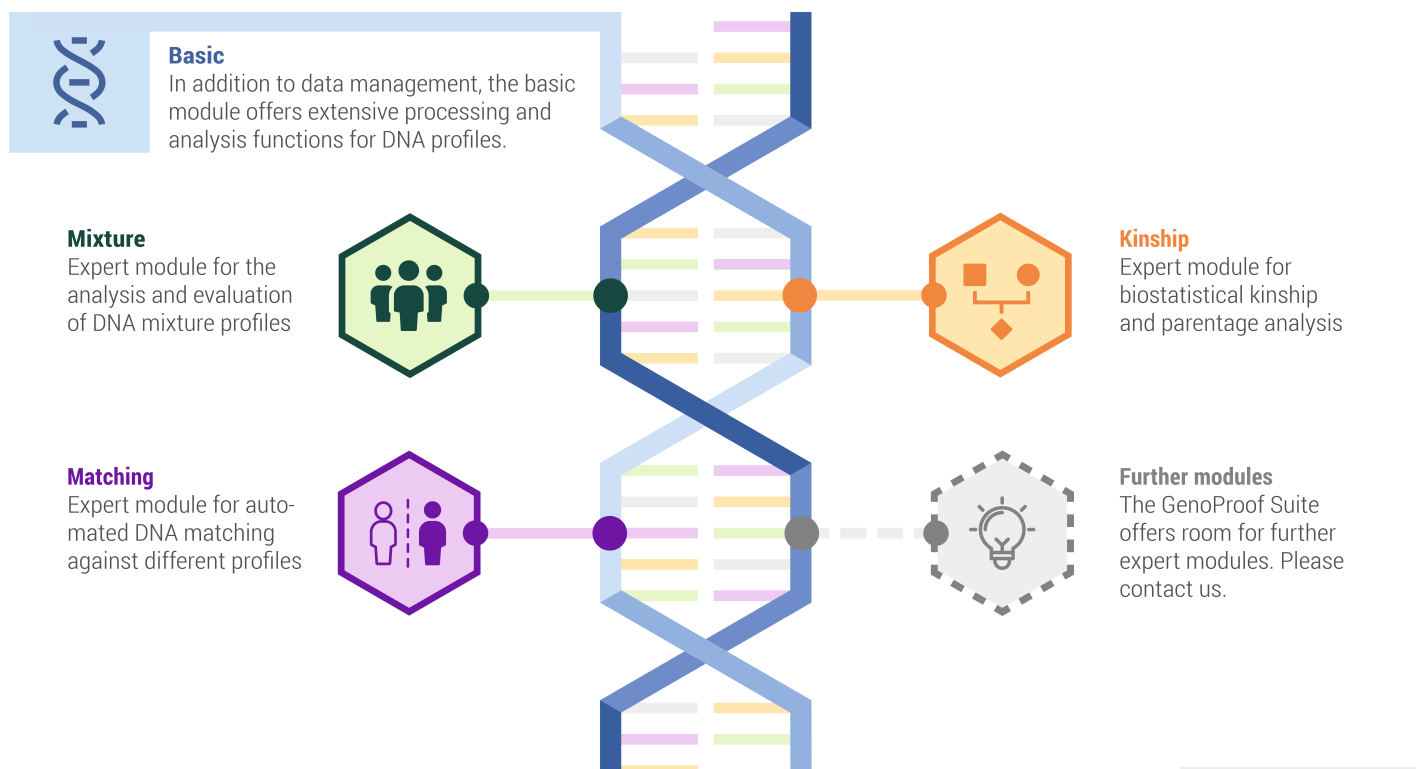 Basic
In addition to data management, the basic
module offers extensive processing and
analysis functions for DNA profiles.
Mixture
Expert module for the
analysis and evaluation
of DNA mixture profiles
Kinship
Expert module for
biostatistical kinship
and parentage analysis
Matching
Expert module for auto-
mated DNA matching
against different profiles
Further modules
The GenoProof Suite
offers room for further
expert modules. Please
contact us.